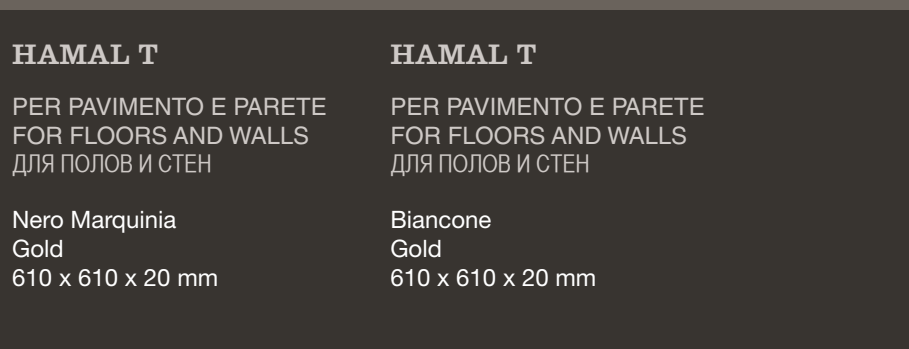 HAMAL T
PER PAVIMENTO E PARETE
FOR FLOORS AND WALLS
ДЛЯ ПОЛОВ И СТЕН
Nero Marquinia
Gold
610 x 610 x 20 mm
HAMAL T
PER PAVIMENTO E PARETE
FOR FLOORS AND WALLS
ДЛЯ ПОЛОВ И СТЕН
Biancone
Gold
610 x 610 x 20 mm